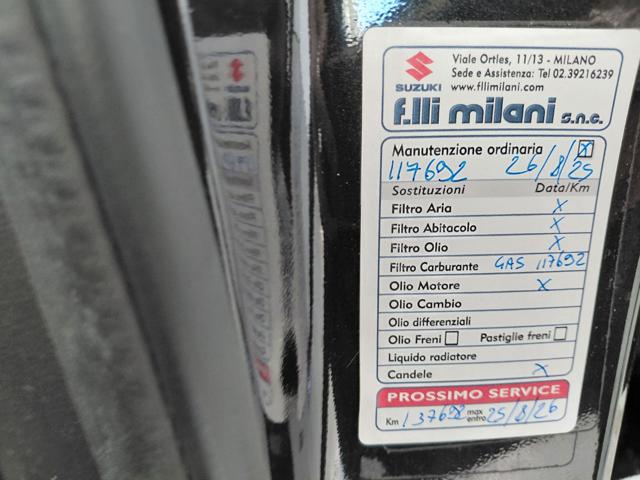 Viale Ortles, 11/13 - MILANO
Sede e Assistenza: Tel 02.39216239
SUZUKI www.fllimilani.com
f.lli milani s.n.c.
Manutenzione ordinaria X
117692 26/8/25
Sostituzioni Data/Km
Filtro Aria X
Filtro Abitacolo X
Filtro Olio X
Filtro Carburante GAS 117692
Olio Motore X
Olio Cambio
Olio differenziali
Olio Freni Pastiglie freni
Liquido radiatore
Candele X
PROSSIMO SERVICE
Km 137692 max entro 25/8/26